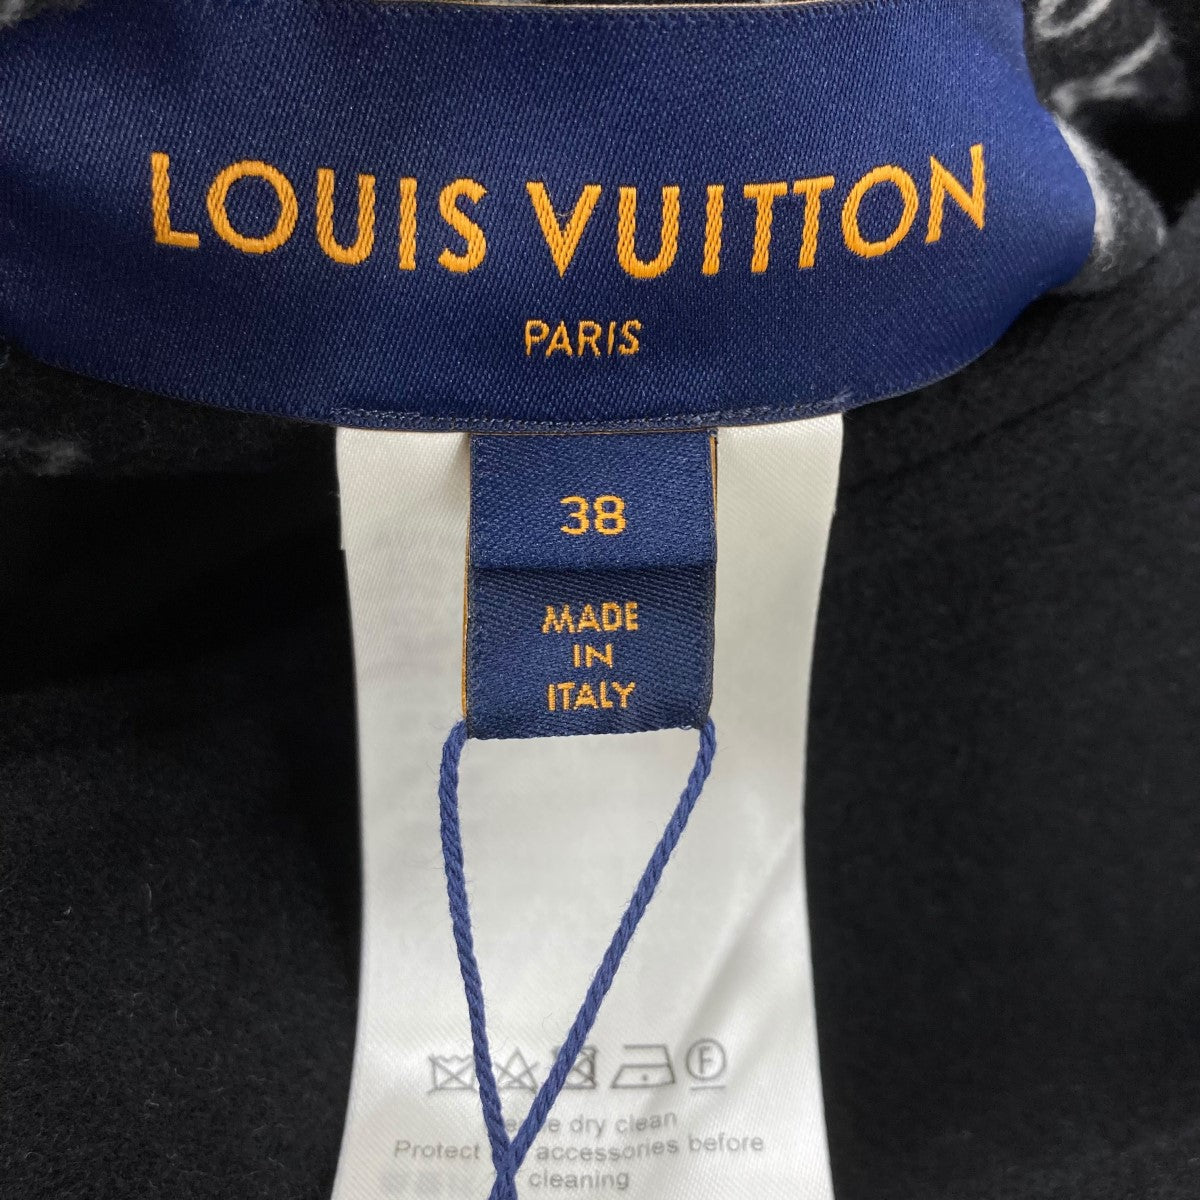 LOUIS VUITTON
PARIS
38
MADE
IN
ITALY
F
dry clean
Protect accessories before
cleaning